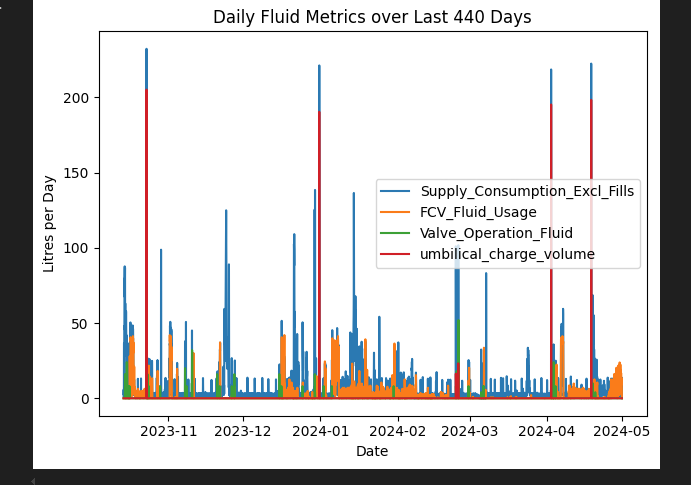 Daily Fluid Metrics over Last 440 Days
200
150
100
50
0
Litres per Day
Supply_Consumption_Excl_Fills
FCV_Fluid_Usage
Valve_Operation_Fluid
umbilical_charge_volume
2023-11 2023-12 2024-01 2024-02 2024-03 2024-04 2024-05
Date